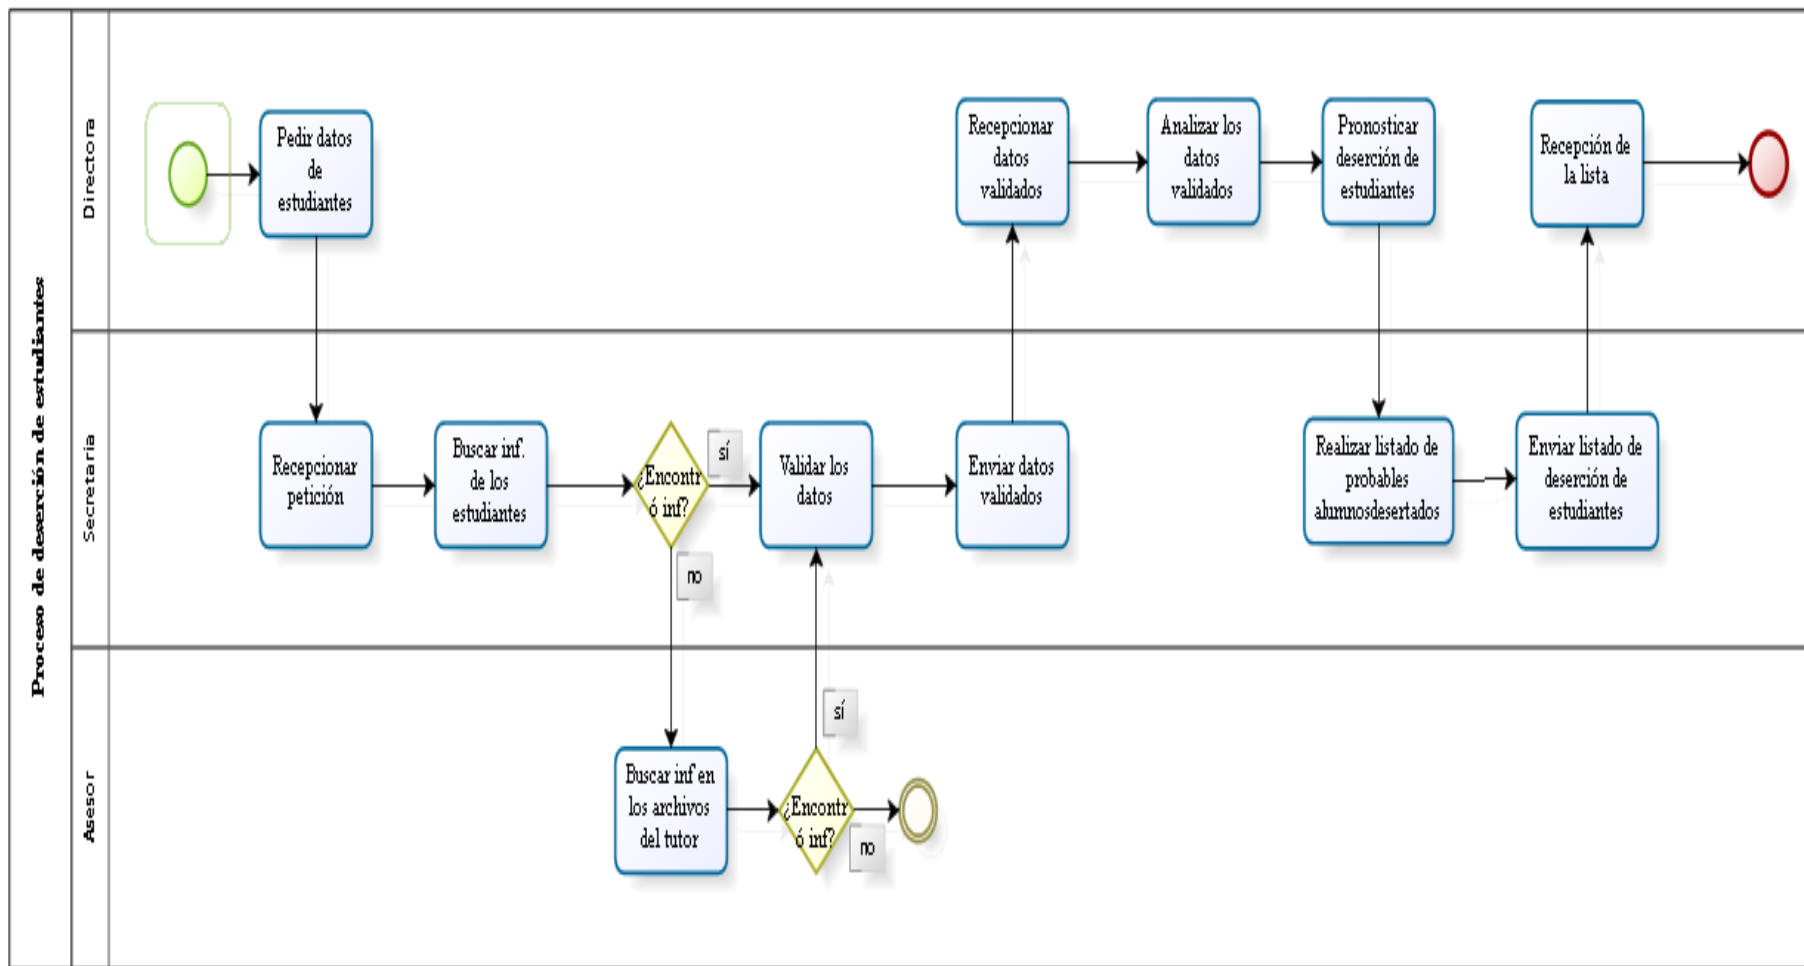 Proceso de deserción de estudiantes
Directora
Pedir datos
de
estudiantes
Recepcionar
datos
validados
Analizar los
datos
validados
Pronosticar
deserción de
estudiantes
Recepción de
la lista
Secretaria
Recepcionar
petición
Buscar inf.
de los
estudiantes
¿Encontr
ó inf?
sí
no
Validar los
datos
Enviar datos
validados
Realizar listado de
probables
alumnosdesertados
Enviar listado de
deserción de
estudiantes
Asesor
Buscar inf en
los archivos
del tutor
¿Encontr
ó inf?
sí
no